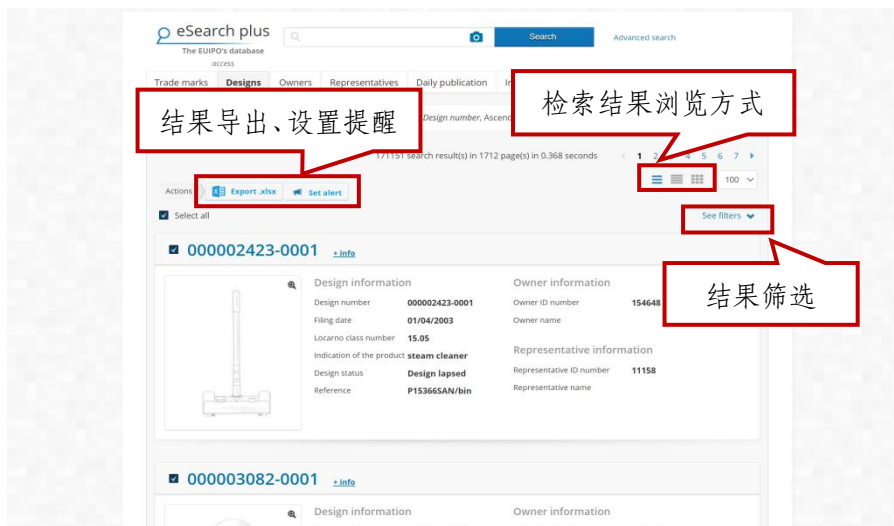 eSearch plus
The EUIPO's database
access
Search
Advanced search
Trade marks Designs Owners Representatives Daily publication
结果导出、设置提醒
检索结果浏览方式
Design number, Ascen
171151 search result(s) in 1712 page(s) in 0.368 seconds 1 2 4 5 6 7
Actions Export .xlsx Set alert 100
Select all See filters
000002423-0001 + info
结果筛选
Design information Owner information
Design number 000002423-0001 Owner ID number 154648
Filing date 01/04/2003 Owner name
Locarno class number 15.05
Indication of the product steam cleaner Representative information
Design status Design lapsed Representative ID number 11158
Reference P15366SAN/bin Representative name
000003082-0001 + info
Design information Owner information